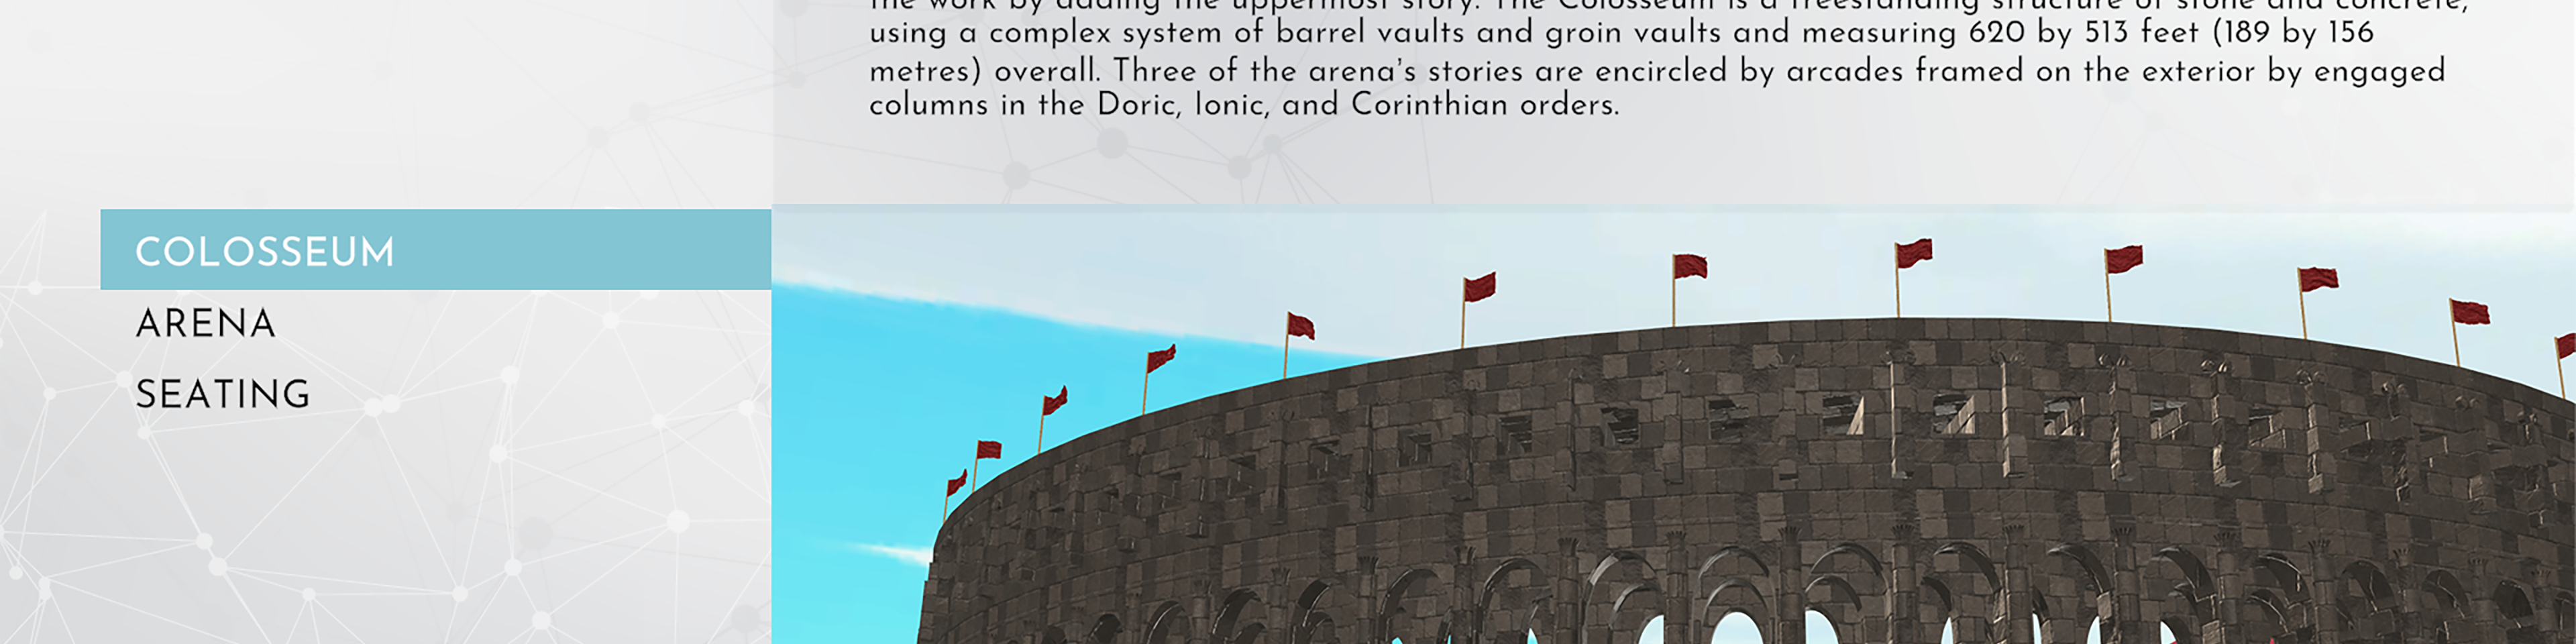 the work by adding the uppermost story. The Colosseum is a freestanding structure of stone and concrete,
using a complex system of barrel vaults and groin vaults and measuring 620 by 513 feet (189 by 156
metres) overall. Three of the arena's stories are encircled by arcades framed on the exterior by engaged
columns in the Doric, Ionic, and Corinthian orders.
COLOSSEUM
ARENA
SEATING